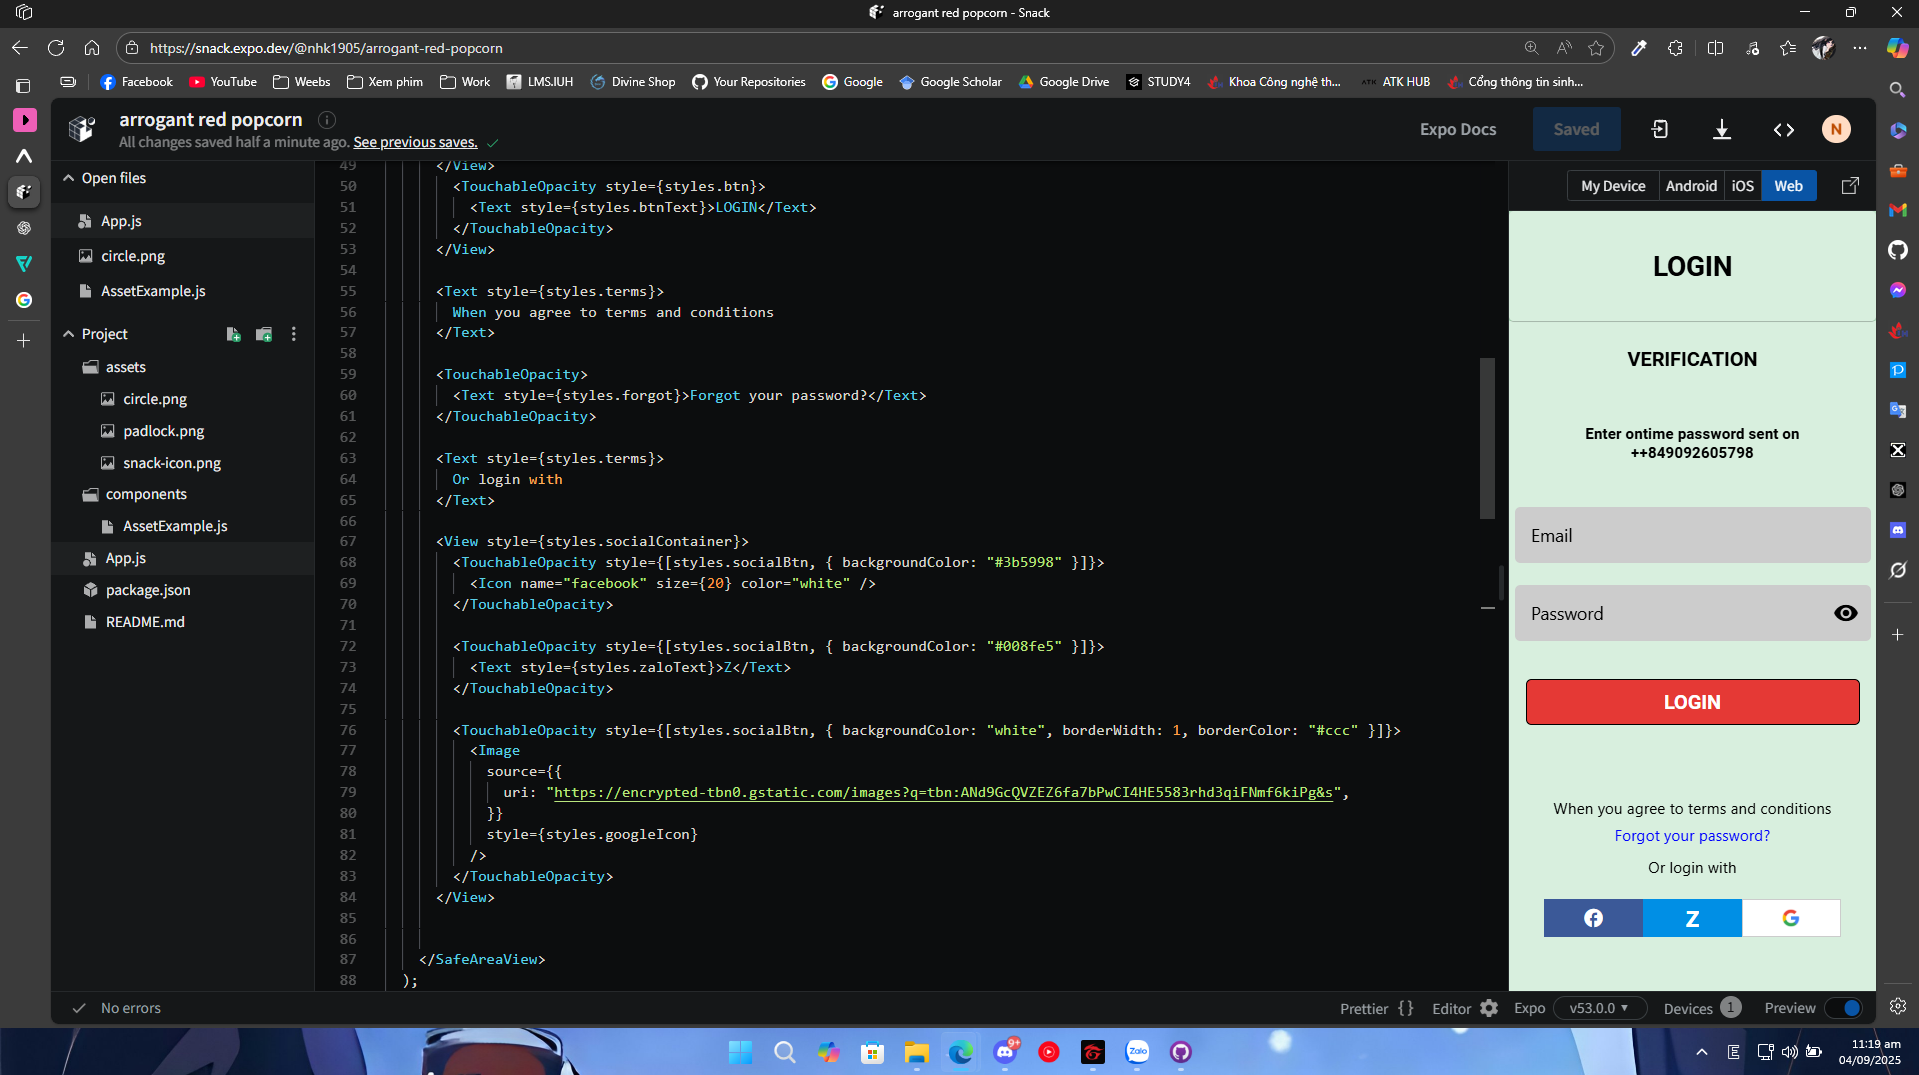 arrogant red popcorn - Snack
https://snack.expo.dev/@nhk1905/arrogant-red-popcorn
Facebook
YouTube
Weebs
Xem phim
Work
LMS.IUH
Divine Shop
Your Repositories
Google
Google Scholar
Google Drive
STUDY4
Khoa Công nghệ th...
ATK HUB
Cổng thông tin sinh...
arrogant red popcorn
All changes saved half a minute ago. See previous saves.
Expo Docs
Saved
N
Open files
App.js
circle.png
AssetExample.js
Project
assets
circle.png
padlock.png
snack-icon.png
components
AssetExample.js
App.js
package.json
README.md
49 </View>
50 <TouchableOpacity style={styles.btn}>
51 <Text style={styles.btnText}>LOGIN</Text>
52 </TouchableOpacity>
53 </View>
54
55 <Text style={styles.terms}>
56 When you agree to terms and conditions
57 </Text>
58
59 <TouchableOpacity>
60 <Text style={styles.forgot}>Forgot your password?</Text>
61 </TouchableOpacity>
62
63 <Text style={styles.terms}>
64 Or login with
65 </Text>
66
67 <View style={styles.socialContainer}>
68 <TouchableOpacity style={[styles.socialBtn, { backgroundColor: "#3b5998" }]}>
69 <Icon name="facebook" size={20} color="white" />
70 </TouchableOpacity>
71
72 <TouchableOpacity style={[styles.socialBtn, { backgroundColor: "#008fe5" }]}>
73 <Text style={styles.zaloText}>Z</Text>
74 </TouchableOpacity>
75
76 <TouchableOpacity style={[styles.socialBtn, { backgroundColor: "white", borderWidth: 1, borderColor: "#ccc" }]}>
77 <Image
78 source={{
79 uri: "https://encrypted-tbn0.gstatic.com/images?q=tbn:ANd9GcQVZEZ6fa7bPwCI4HE5583rhd3qiFNmf6kiPg&s",
80 }}
81 style={styles.googleIcon}
82 />
83 </TouchableOpacity>
84 </View>
85
86
87 </SafeAreaView>
88 );
My Device
Android
iOS
Web
LOGIN
VERIFICATION
Enter ontime password sent on
++849092605798
Email
Password
LOGIN
When you agree to terms and conditions
Forgot your password?
Or login with
Z
No errors
Prettier {}
Editor
Expo
v53.0.0
Devices 1
Preview
9+
Zalo
E
11:19 am
04/09/2025